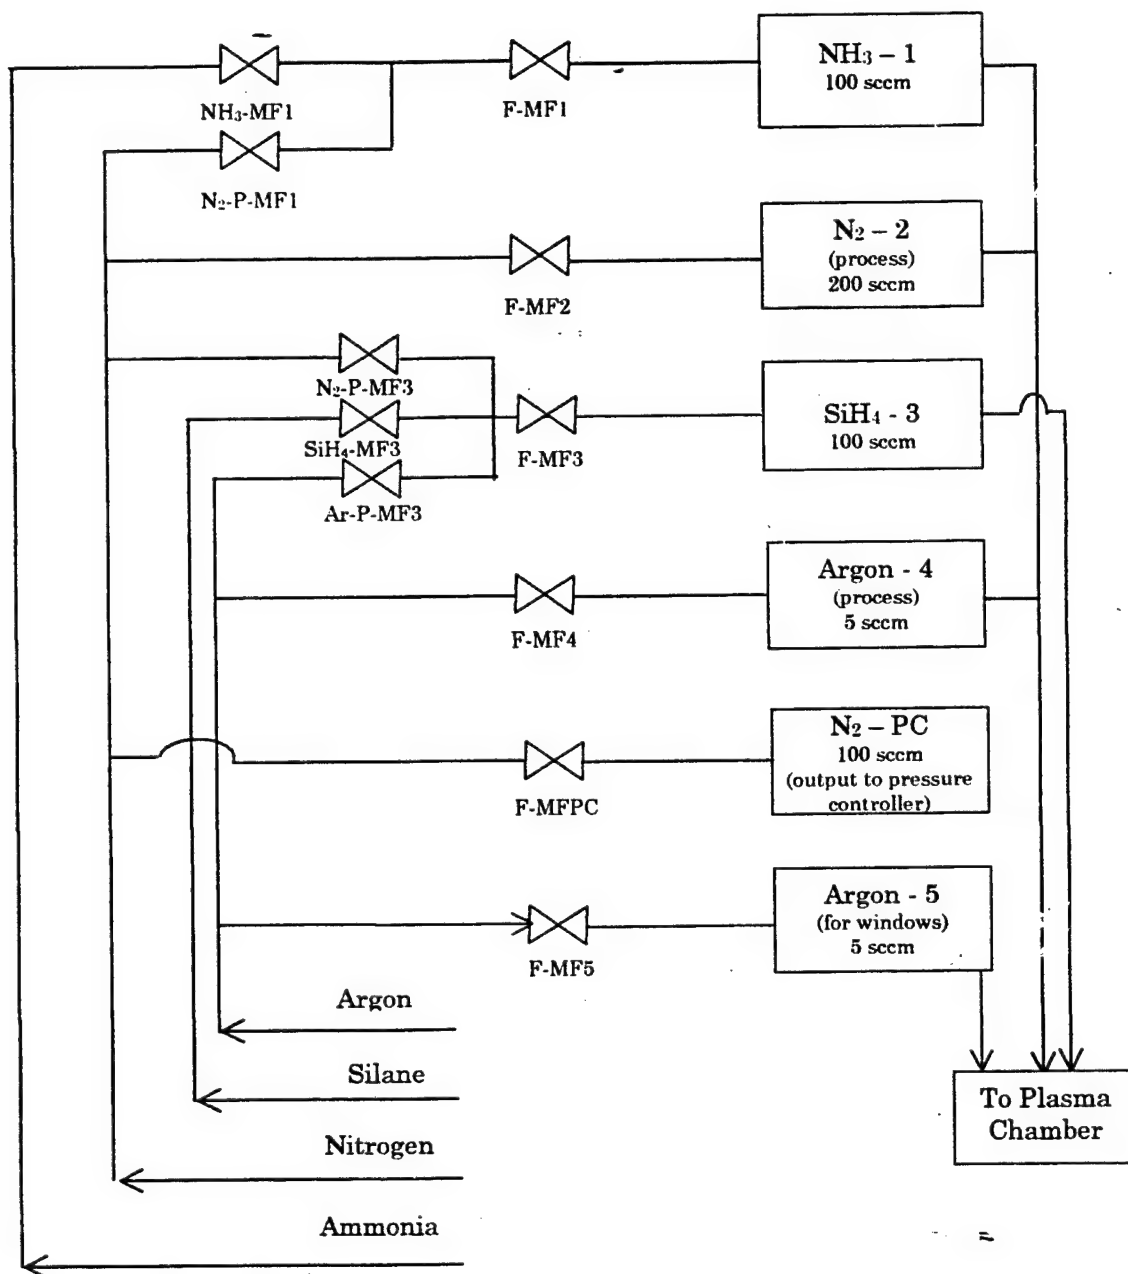 NH₃ – 1
100 sccm
NH₃-MF1
F-MF1
N₂-P-MF1
N₂ – 2
(process)
200 sccm
F-MF2
N₂-P-MF3
SiH₄ - 3
100 sccm
SiH₄-MF3
F-MF3
Ar-P-MF3
Argon - 4
(process)
5 sccm
F-MF4
N₂ – PC
100 sccm
(output to pressure
controller)
F-MFPC
Argon - 5
(for windows)
5 sccm
F-MF5
Argon
Silane
To Plasma
Chamber
Nitrogen
Ammonia